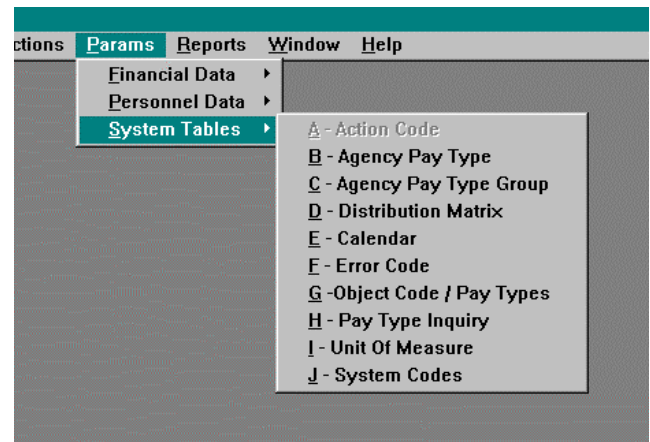 ctions Params Reports Window Help
Financial Data
Personnel Data
System Tables
A - Action Code
B - Agency Pay Type
C - Agency Pay Type Group
D - Distribution Matrix
E - Calendar
F - Error Code
G -Object Code / Pay Types
H - Pay Type Inquiry
I - Unit Of Measure
J - System Codes